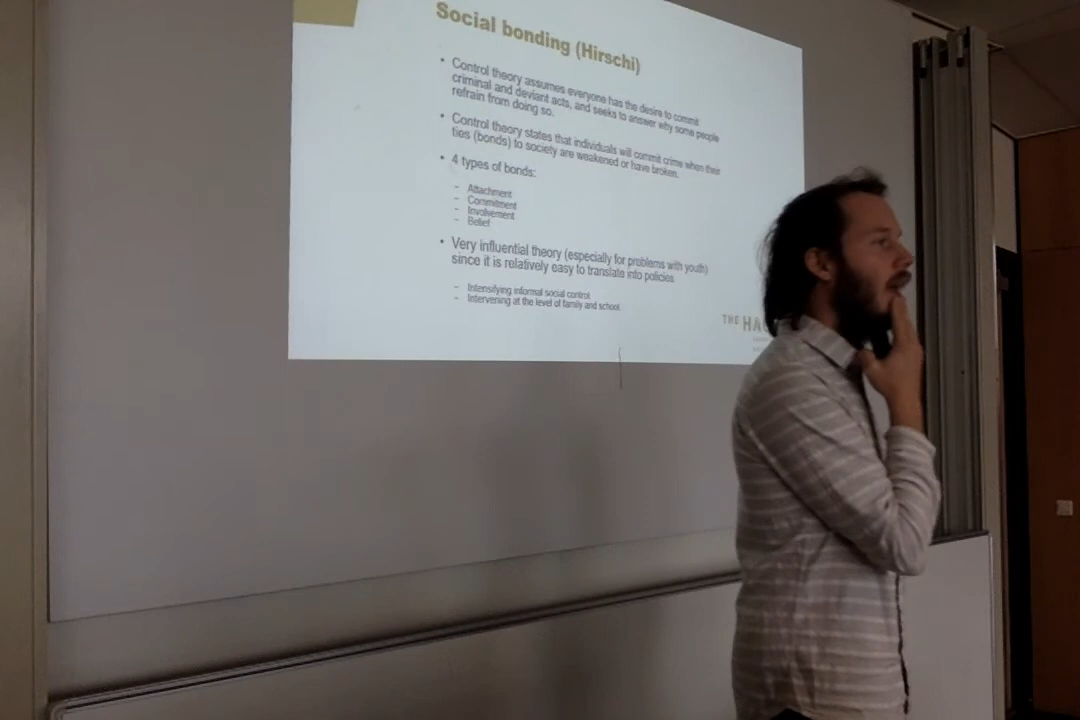 Social bonding (Hirschi)
• Control theory assumes everyone has the desire to commit
criminal and deviant acts, and seeks to answer why some people
refrain from doing so.
• Control theory states that individuals will commit crime when their
ties (bonds) to society are weakened or have broken.
• 4 types of bonds:
– Attachment
– Commitment
– Involvement
– Belief
• Very influential theory (especially for problems with youth)
since it is relatively easy to translate into policies
– Intensifying informal social control.
– Intervening at the level of family and school.
THE HA